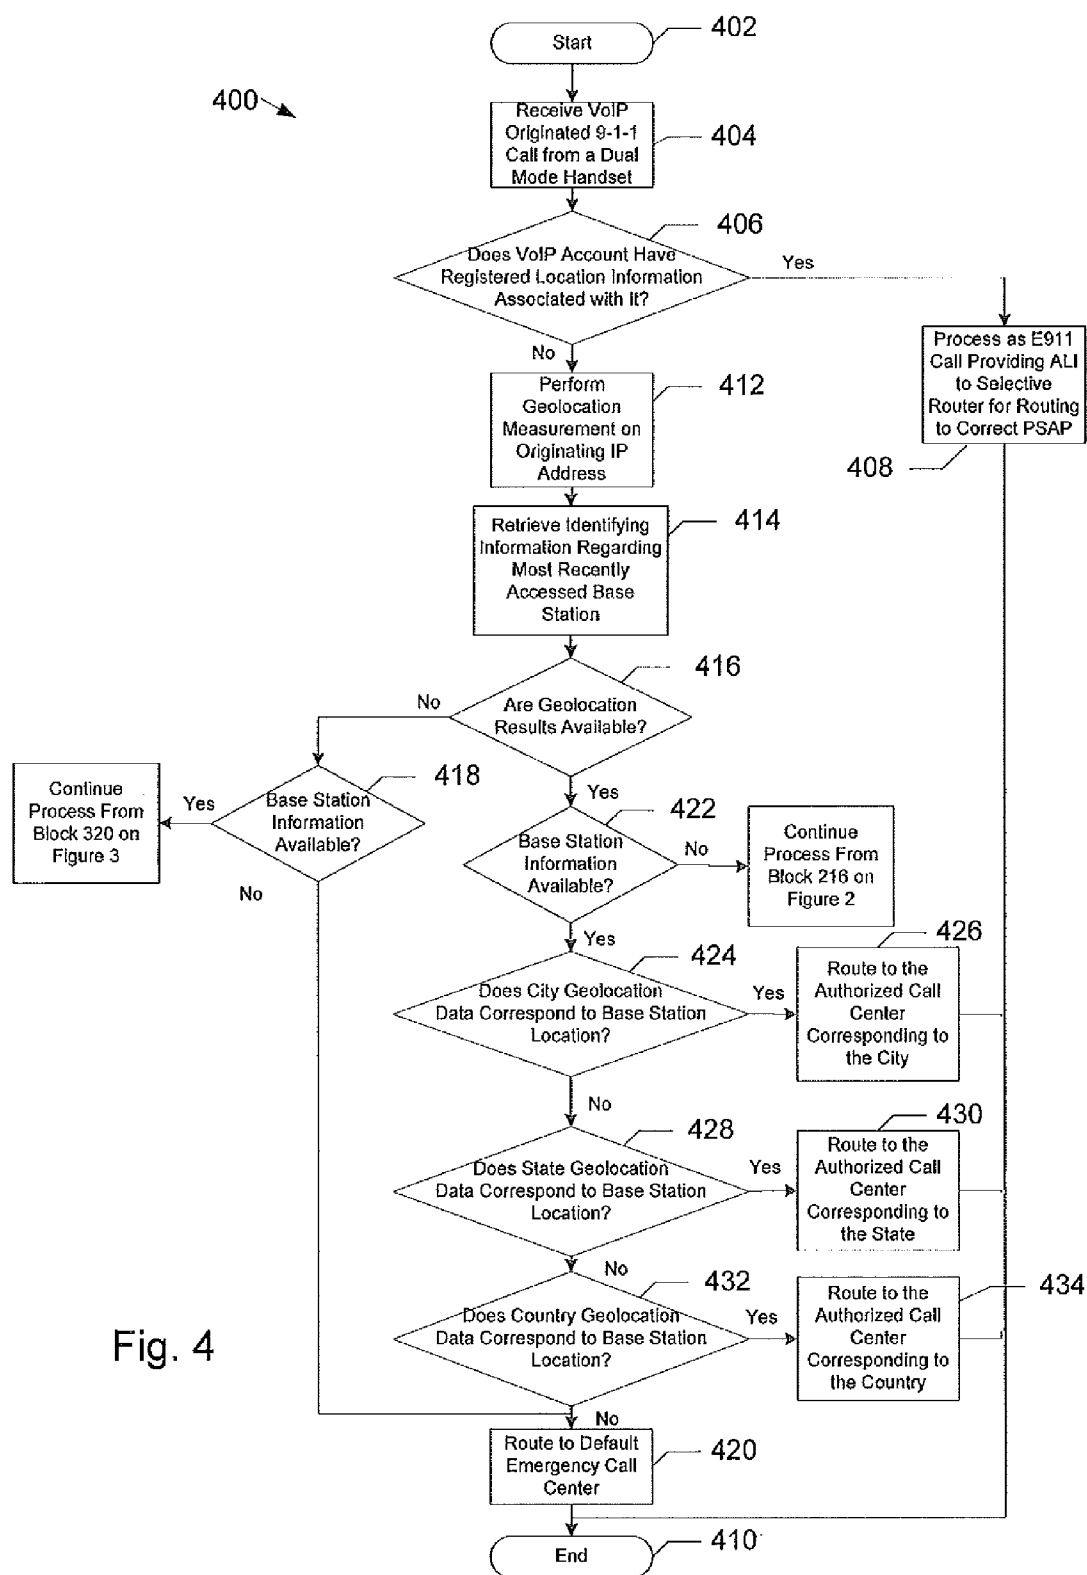 402
Start
400
Receive VoIP
Originated 9-1-1
Call from a Dual
Mode Handset
404
406
Does VoIP Account Have
Registered Location Information
Associated with It?
Yes
No
Process as E911
Call Providing ALI
to Selective
Router for Routing
to Correct PSAP
408
Perform
Geolocation
Measurement on
Originating IP
Address
412
Retrieve Identifying
Information Regarding
Most Recently
Accessed Base
Station
414
416
Are Geolocation
Results Available?
No
Yes
418
Base Station
Information
Available?
Yes
No
Continue
Process From
Block 320 on
Figure 3
422
Base Station
Information
Available?
No
Yes
Continue
Process From
Block 216 on
Figure 2
424
Does City Geolocation
Data Correspond to Base Station
Location?
Yes
No
426
Route to the
Authorized Call
Center
Corresponding to
the City
428
Does State Geolocation
Data Correspond to Base Station
Location?
Yes
No
430
Route to the
Authorized Call
Center
Corresponding to
the State
432
Does Country Geolocation
Data Correspond to Base Station
Location?
Yes
No
434
Route to the
Authorized Call
Center
Corresponding to
the Country
Fig. 4
Route to Default
Emergency Call
Center
420
End
410